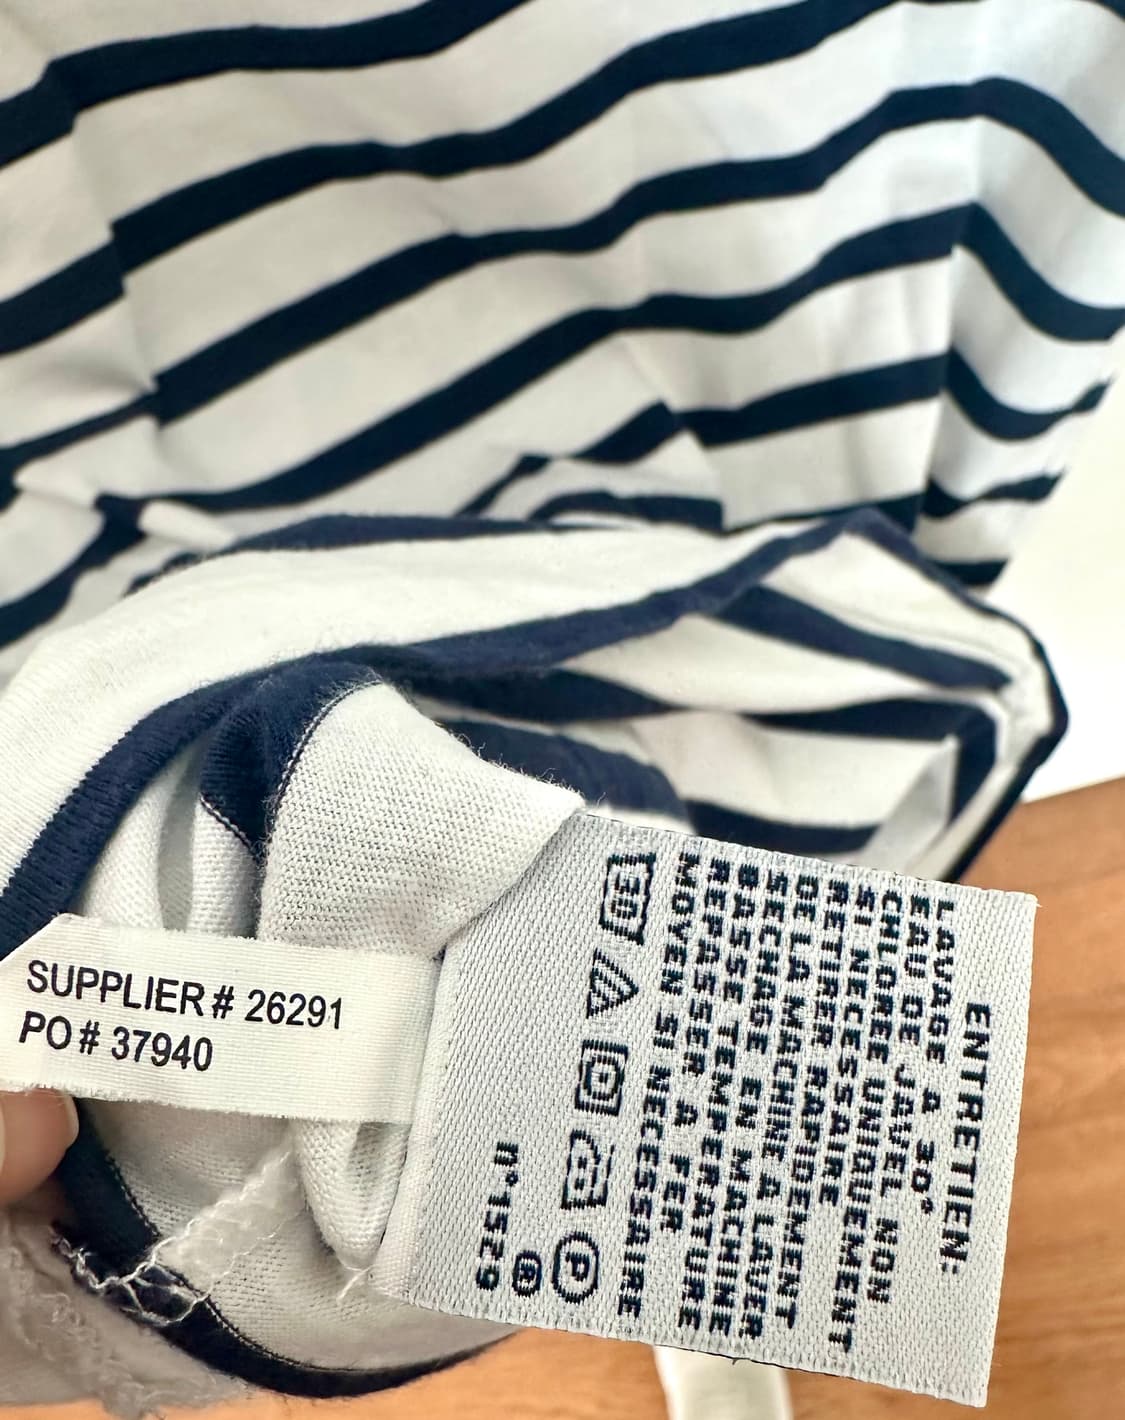 SUPPLIER # 26291
PO # 37940
ENTRETIEN:
LAVAGE A 30°
EAU DE JAVEL NON
CHLOREE UNIQUEMENT
SI NECESSAIRE
RETIRER RAPIDEMENT
DE LA MACHINE A LAVER
SECHAGE EN MACHINE
BASSE TEMPERATURE
REPASSER A FER
MOYEN SI NECESSAIRE
30 P
®
n°1529